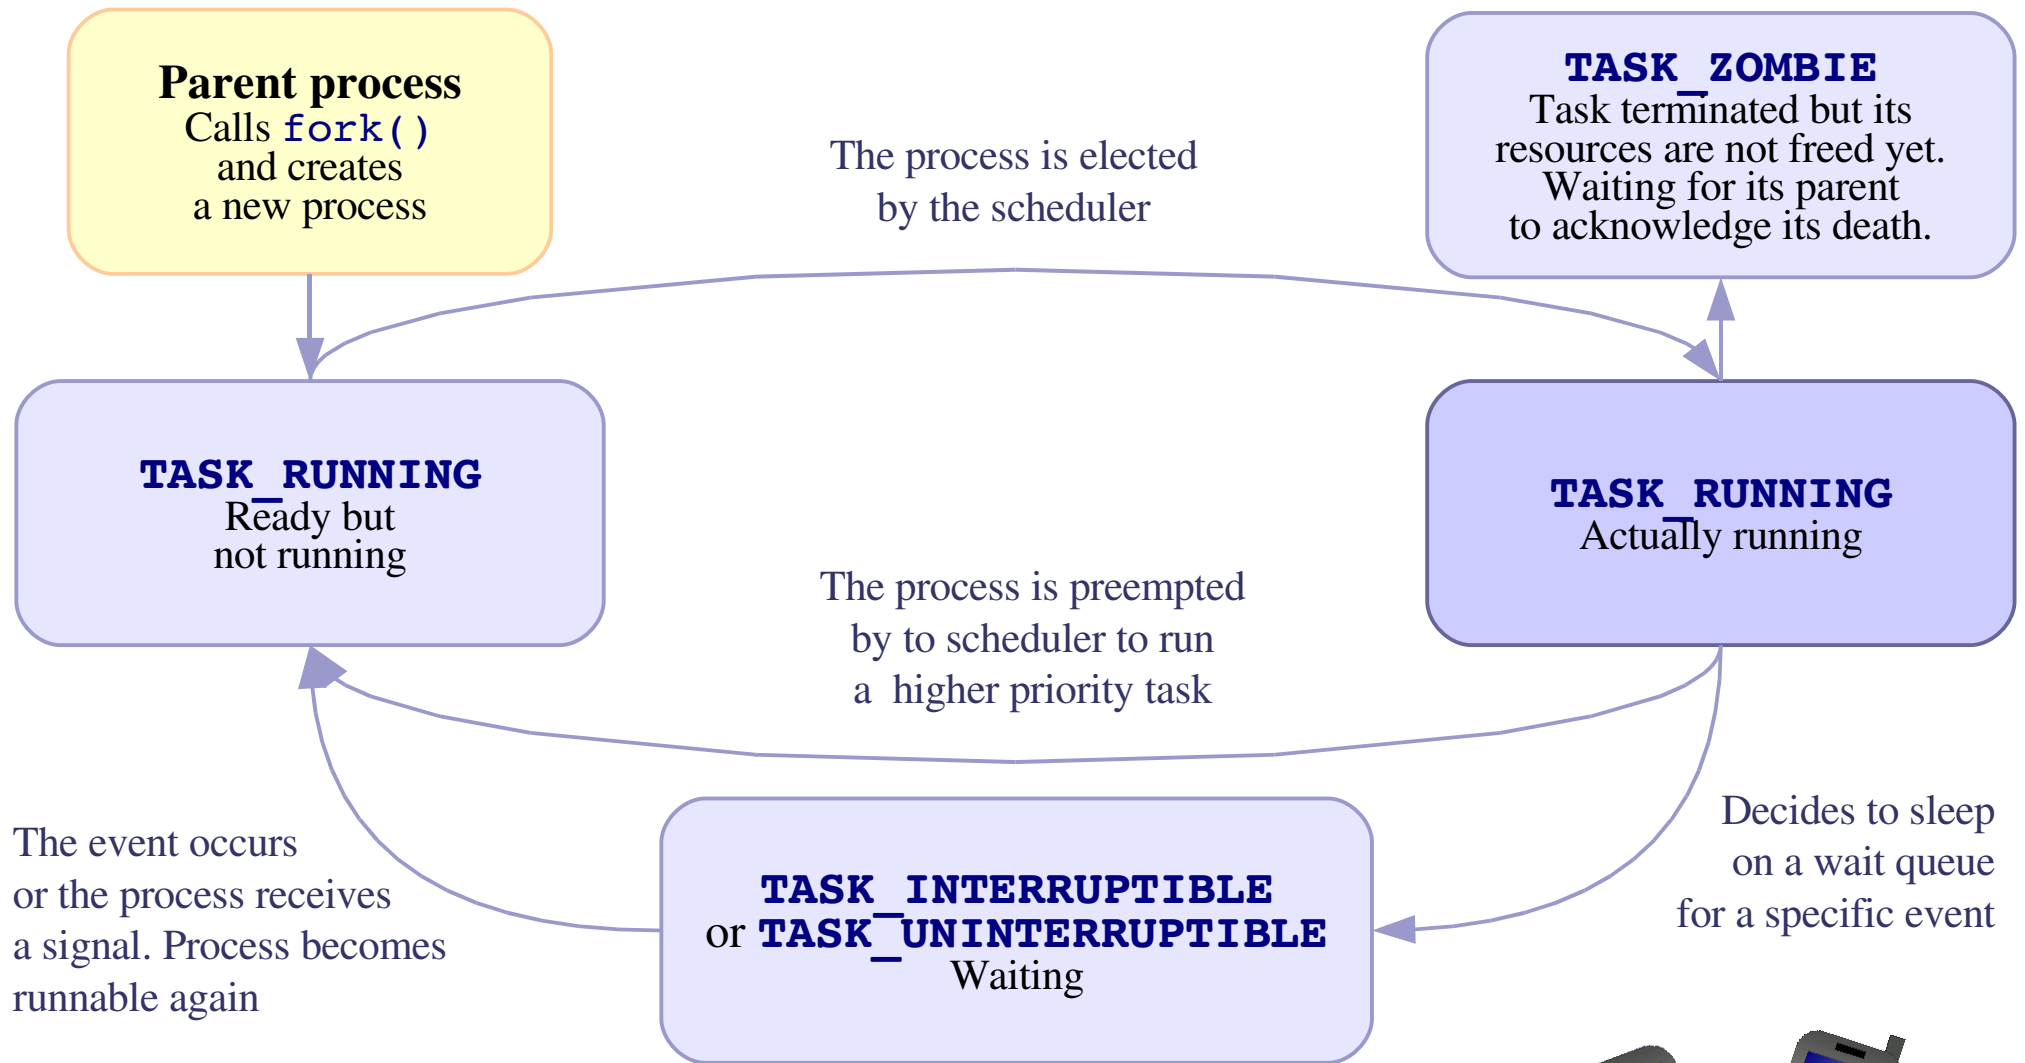 Parent process
Calls fork()
and creates
a new process
TASK_ZOMBIE
Task terminated but its
resources are not freed yet.
Waiting for its parent
to acknowledge its death.
The process is elected
by the scheduler
TASK_RUNNING
Ready but
not running
TASK_RUNNING
Actually running
The process is preempted
by to scheduler to run
a higher priority task
The event occurs
or the process receives
a signal. Process becomes
runnable again
TASK_INTERRUPTIBLE
or TASK_UNINTERRUPTIBLE
Waiting
Decides to sleep
on a wait queue
for a specific event